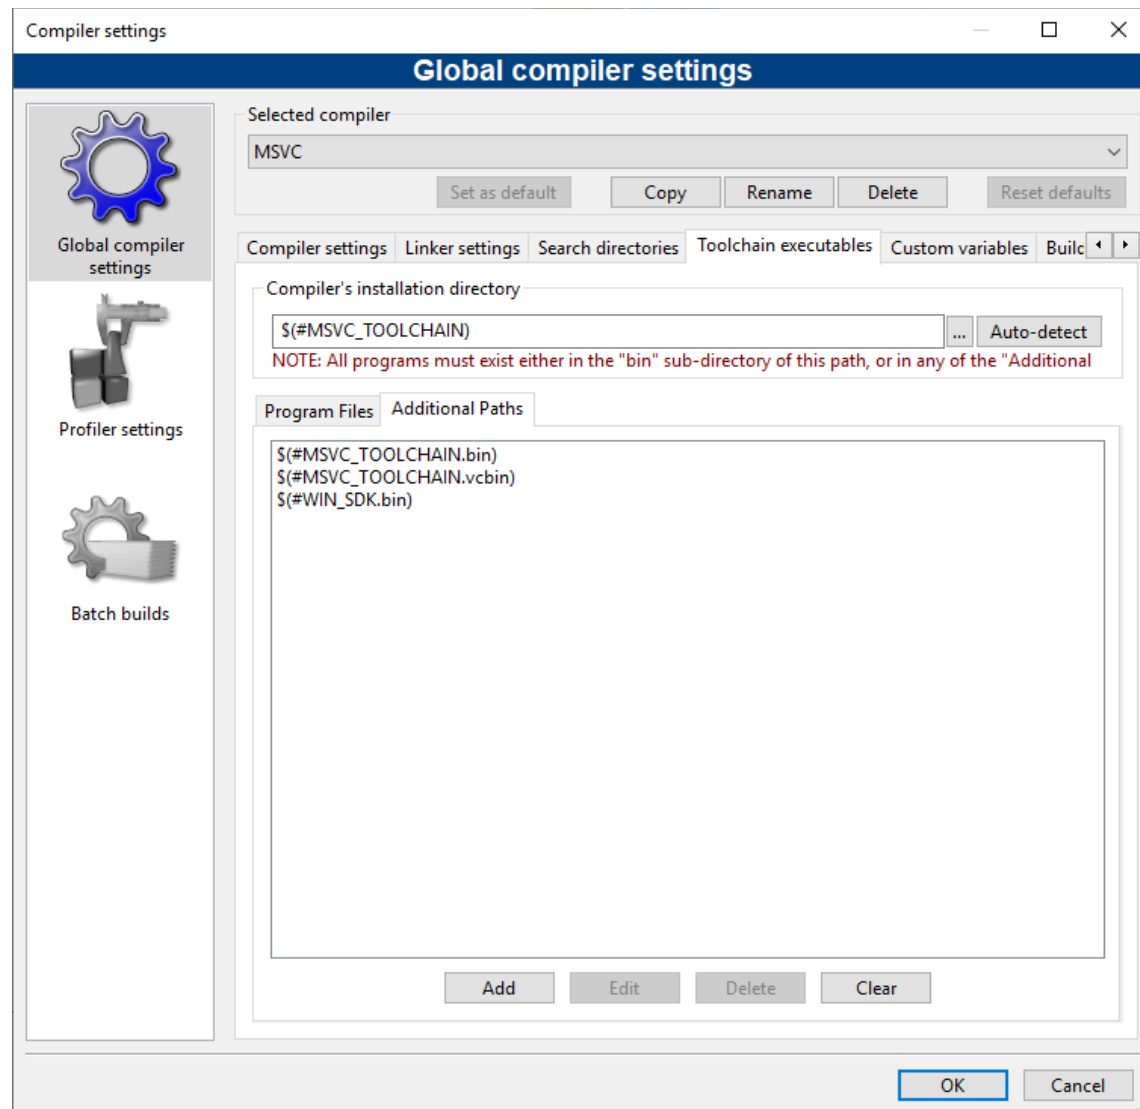 Compiler settings
Global compiler settings
Global compiler
settings
Profiler settings
Batch builds
Selected compiler
MSVC
Set as default Copy Rename Delete Reset defaults
Compiler settings Linker settings Search directories Toolchain executables Custom variables Build
Compiler's installation directory
$(#MSVC_TOOLCHAIN)
... Auto-detect
NOTE: All programs must exist either in the "bin" sub-directory of this path, or in any of the "Additional
Program Files Additional Paths
$(#MSVC_TOOLCHAIN.bin)
$(#MSVC_TOOLCHAIN.vcbin)
$(#WIN_SDK.bin)
Add Edit Delete Clear
OK Cancel